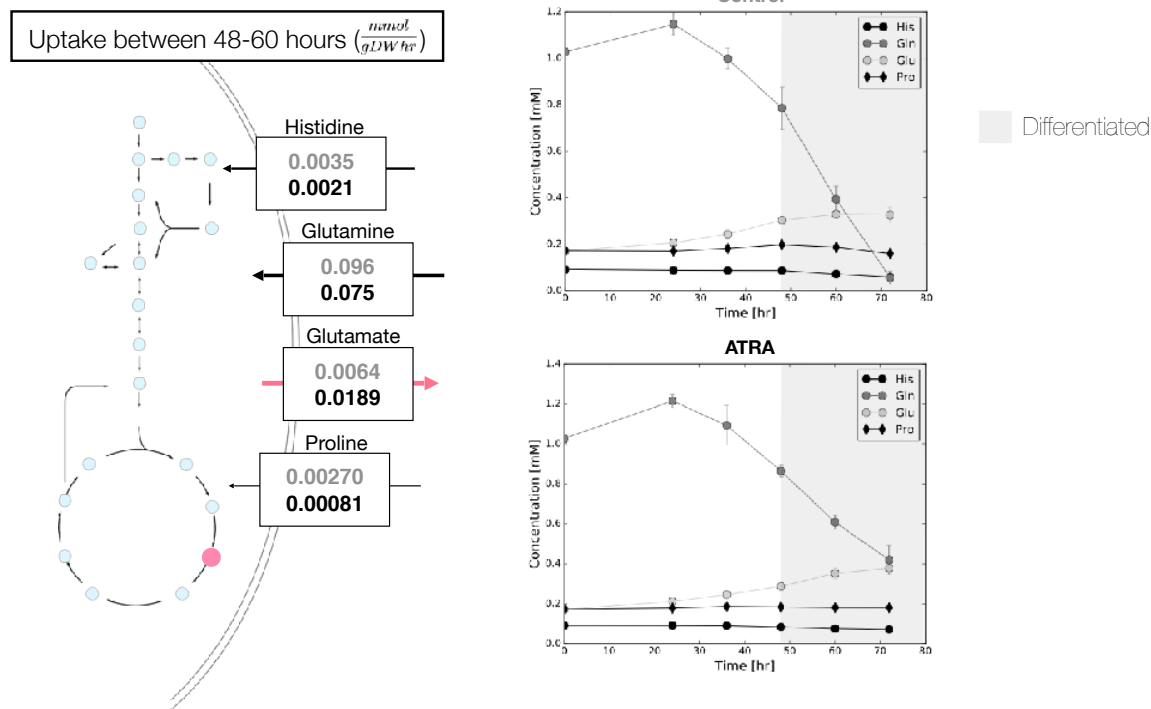 Uptake between 48-60 hours (mmol/gDW hr)
Histidine
0.0035
0.0021
Glutamine
0.096
0.075
Glutamate
0.0064
0.0189
Proline
0.00270
0.00081
Control
1.2
1.0
0.8
0.6
0.4
0.2
0.0
Concentration [mM]
0 10 20 30 40 50 60 70 80
Time [hr]
His
Gln
Glu
Pro
Differentiated
ATRA
1.4
1.2
1.0
0.8
0.6
0.4
0.2
0.0
Concentration [mM]
0 10 20 30 40 50 60 70 80
Time [hr]
His
Gln
Glu
Pro